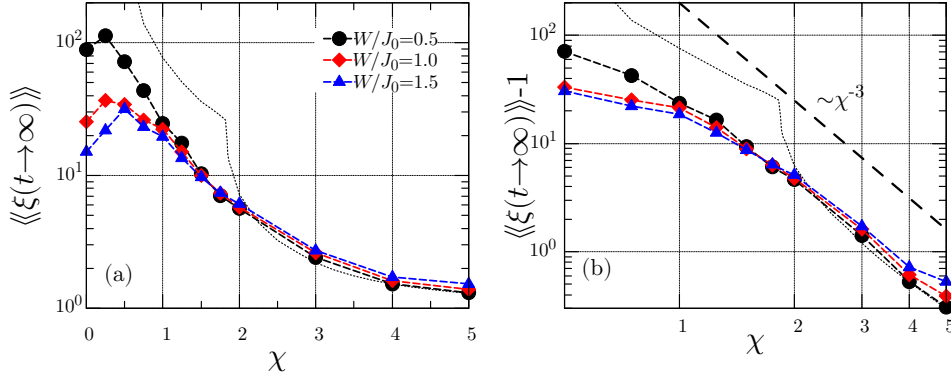 ⟪ξ(t→∞)⟫
10²
10¹
10⁰
(a)
W/J₀=0.5
W/J₀=1.0
W/J₀=1.5
0 1 2 3 4 5
χ
⟪ξ(t→∞)⟫-1
10²
10¹
10⁰
(b)
~χ⁻³
1 2 3 4 5
χ